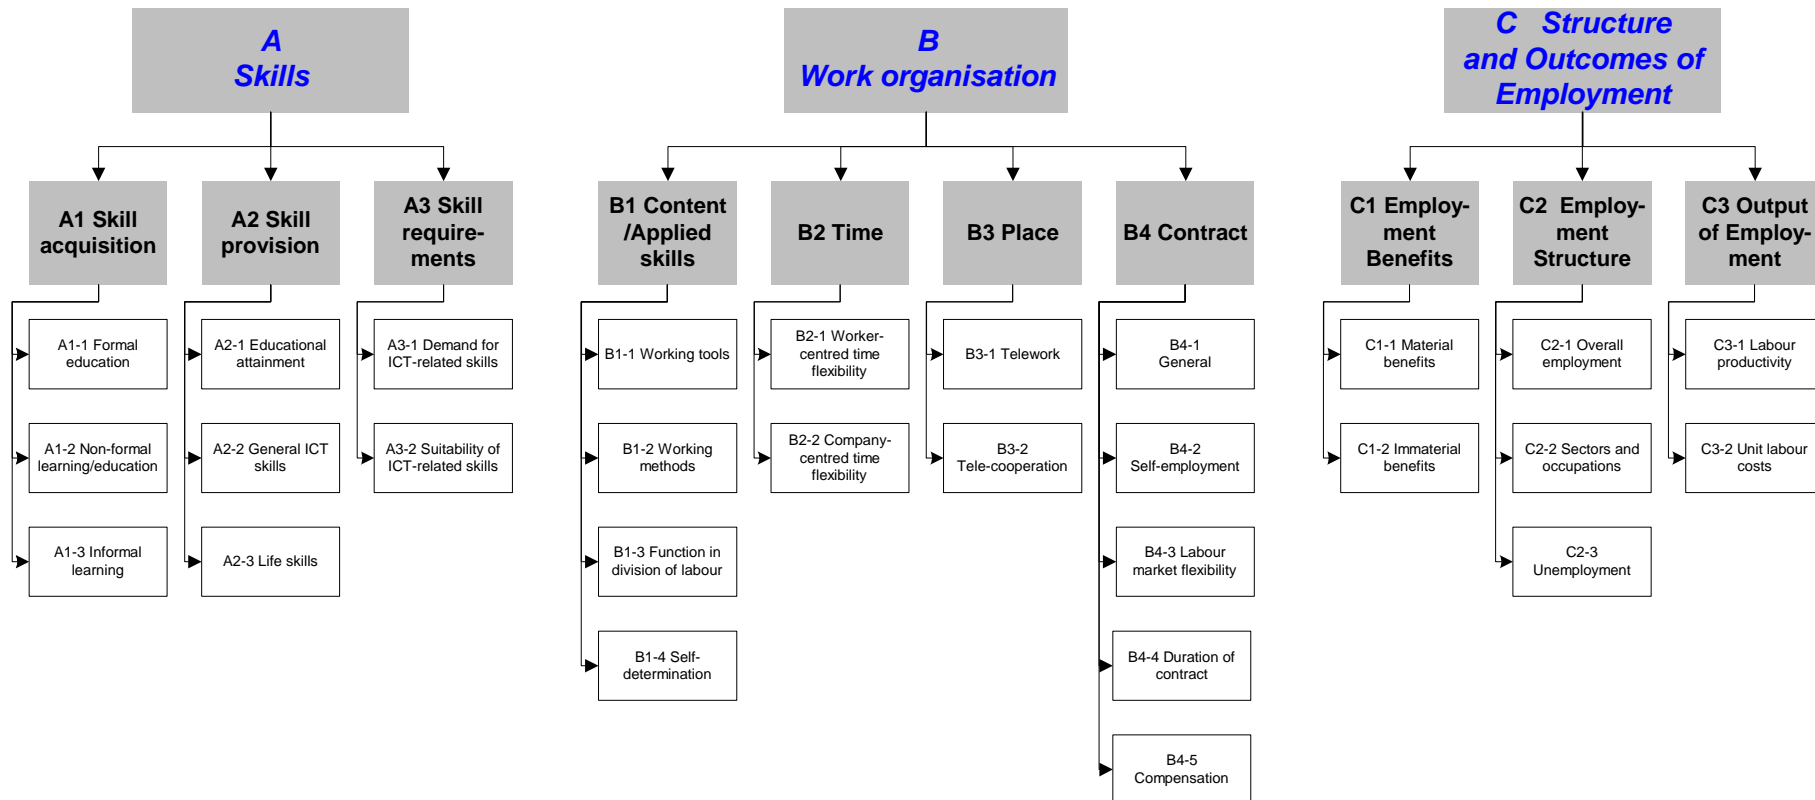 A
Skills
B
Work organisation
C Structure
and Outcomes of
Employment
A1 Skill
acquisition
A2 Skill
provision
A3 Skill
require-
ments
B1 Content
/Applied
skills
B2 Time
B3 Place
B4 Contract
C1 Employ-
ment
Benefits
C2 Employ-
ment
Structure
C3 Output
of Employ-
ment
A1-1 Formal
education
A2-1 Educational
attainment
A3-1 Demand for
ICT-related skills
B1-1 Working tools
B2-1 Worker-
centred time
flexibility
B3-1 Telework
B4-1
General
C1-1 Material
benefits
C2-1 Overall
employment
C3-1 Labour
productivity
A1-2 Non-formal
learning/education
A2-2 General ICT
skills
A3-2 Suitability of
ICT-related skills
B1-2 Working
methods
B2-2 Company-
centred time
flexibility
B3-2
Tele-cooperation
B4-2
Self-employment
C1-2 Immaterial
benefits
C2-2 Sectors and
occupations
C3-2 Unit labour
costs
A1-3 Informal
learning
A2-3 Life skills
B1-3 Function in
division of labour
B4-3 Labour
market flexibility
C2-3
Unemployment
B1-4 Self-
determination
B4-4 Duration of
contract
B4-5
Compensation